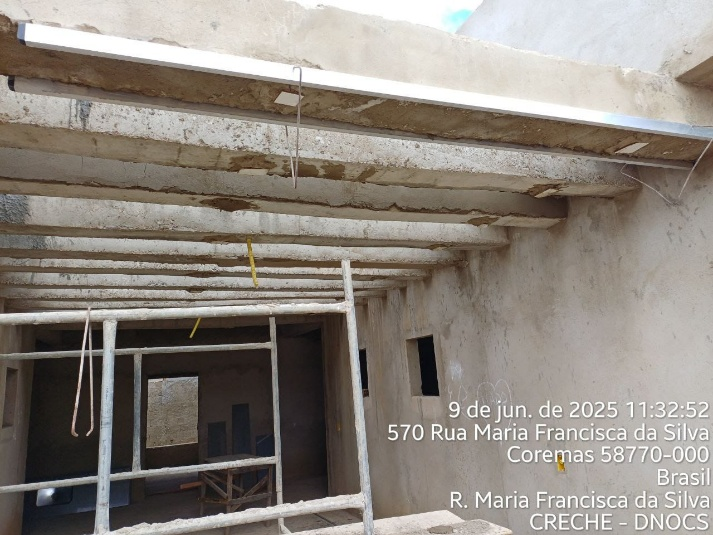 9 de jun. de 2025 11:32:52
570 Rua Maria Francisca da Silva
Coremas 58770-000
Brasil
R. Maria Francisca da Silva
CRECHE - DNOCS